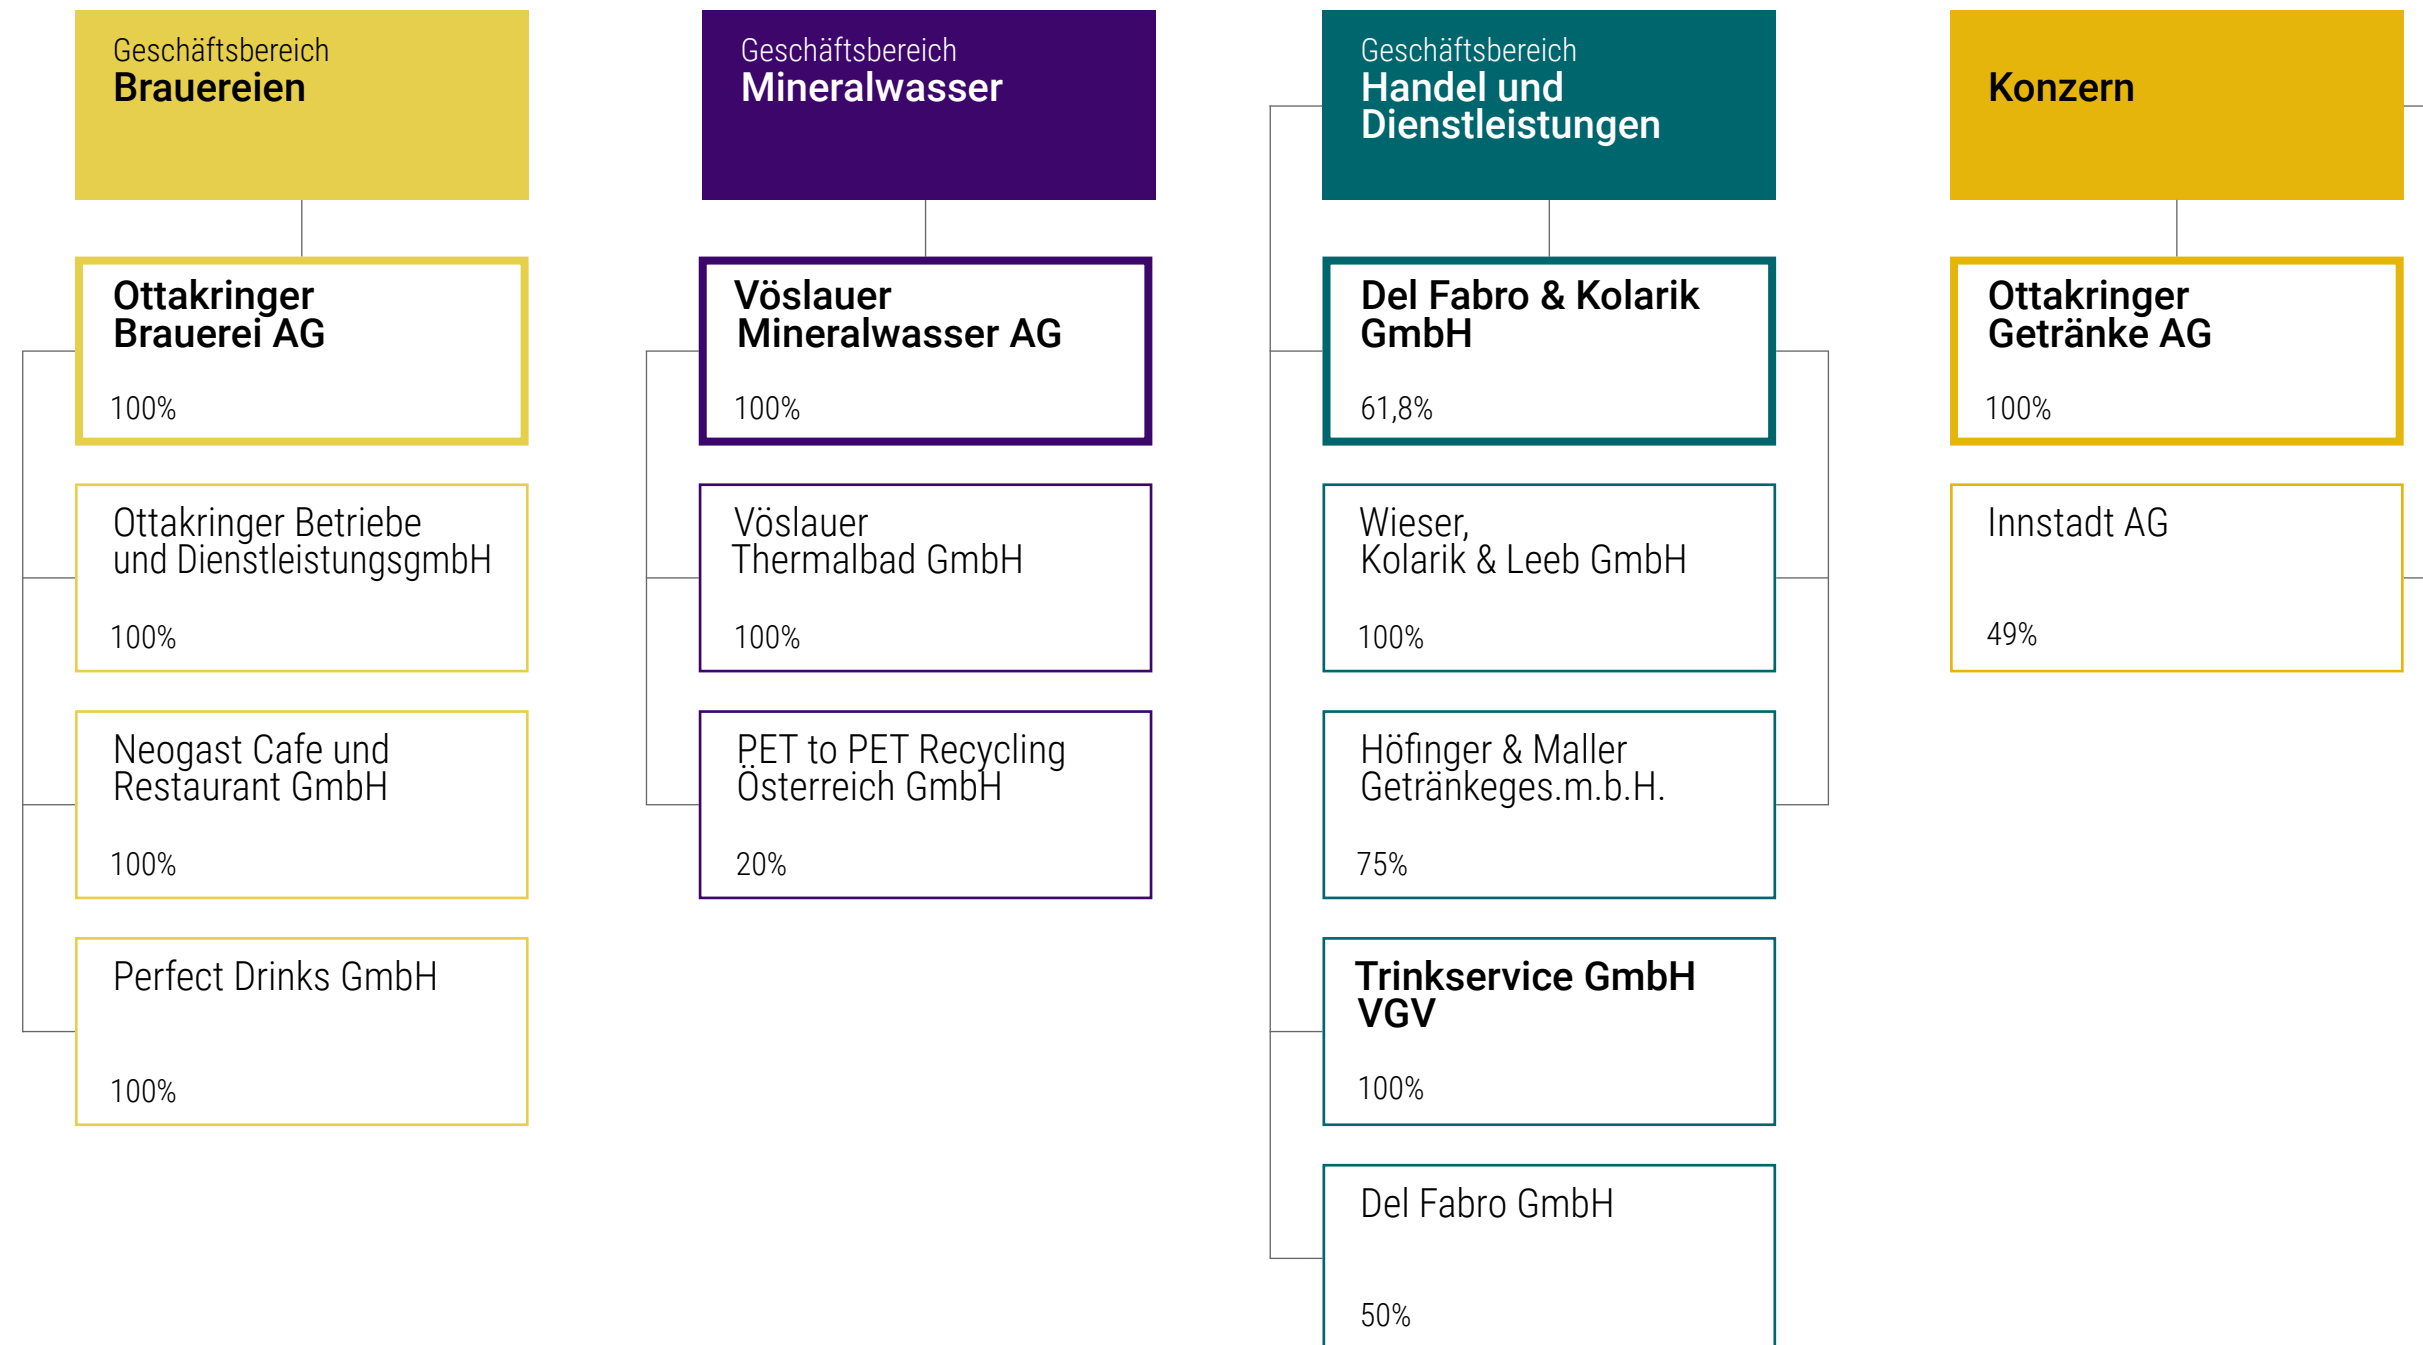 Geschäftsbereich
Brauereien
Ottakringer
Brauerei AG
100%
Ottakringer Betriebe
und DienstleistungsgmbH
100%
Neogast Cafe und
Restaurant GmbH
100%
Perfect Drinks GmbH
100%
Geschäftsbereich
Mineralwasser
Vöslauer
Mineralwasser AG
100%
Vöslauer
Thermalbad GmbH
100%
PET to PET Recycling
Österreich GmbH
20%
Geschäftsbereich
Handel und
Dienstleistungen
Del Fabro & Kolarik
GmbH
61,8%
Wieser,
Kolarik & Leeb GmbH
100%
Höfinger & Maller
Getränkeges.m.b.H.
75%
Trinkservice GmbH
VGV
100%
Del Fabro GmbH
50%
Konzern
Ottakringer
Getränke AG
100%
Innstadt AG
49%